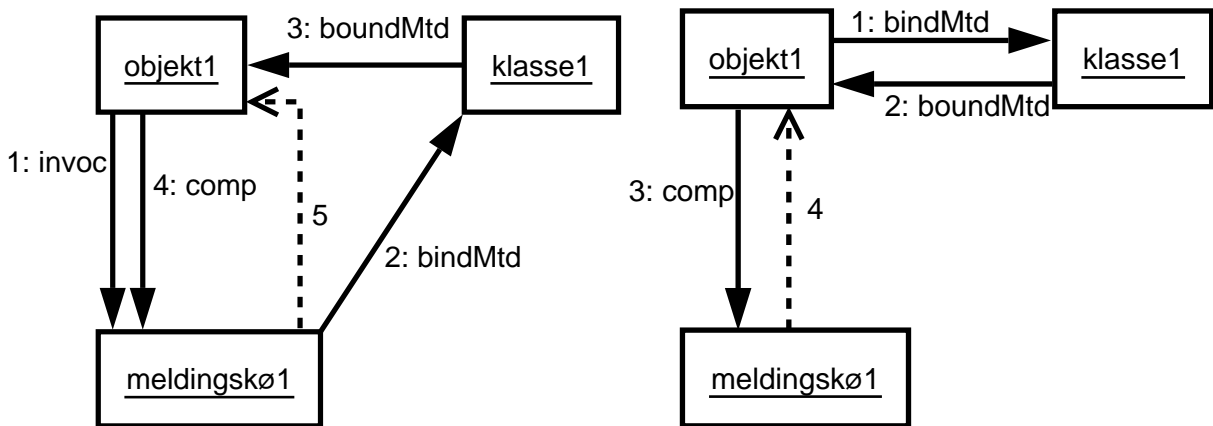 3: boundMtd
objekt1
klasse1
1: invoc
4: comp
5
2: bindMtd
meldingskø1
1: bindMtd
objekt1
klasse1
2: boundMtd
3: comp
4
meldingskø1